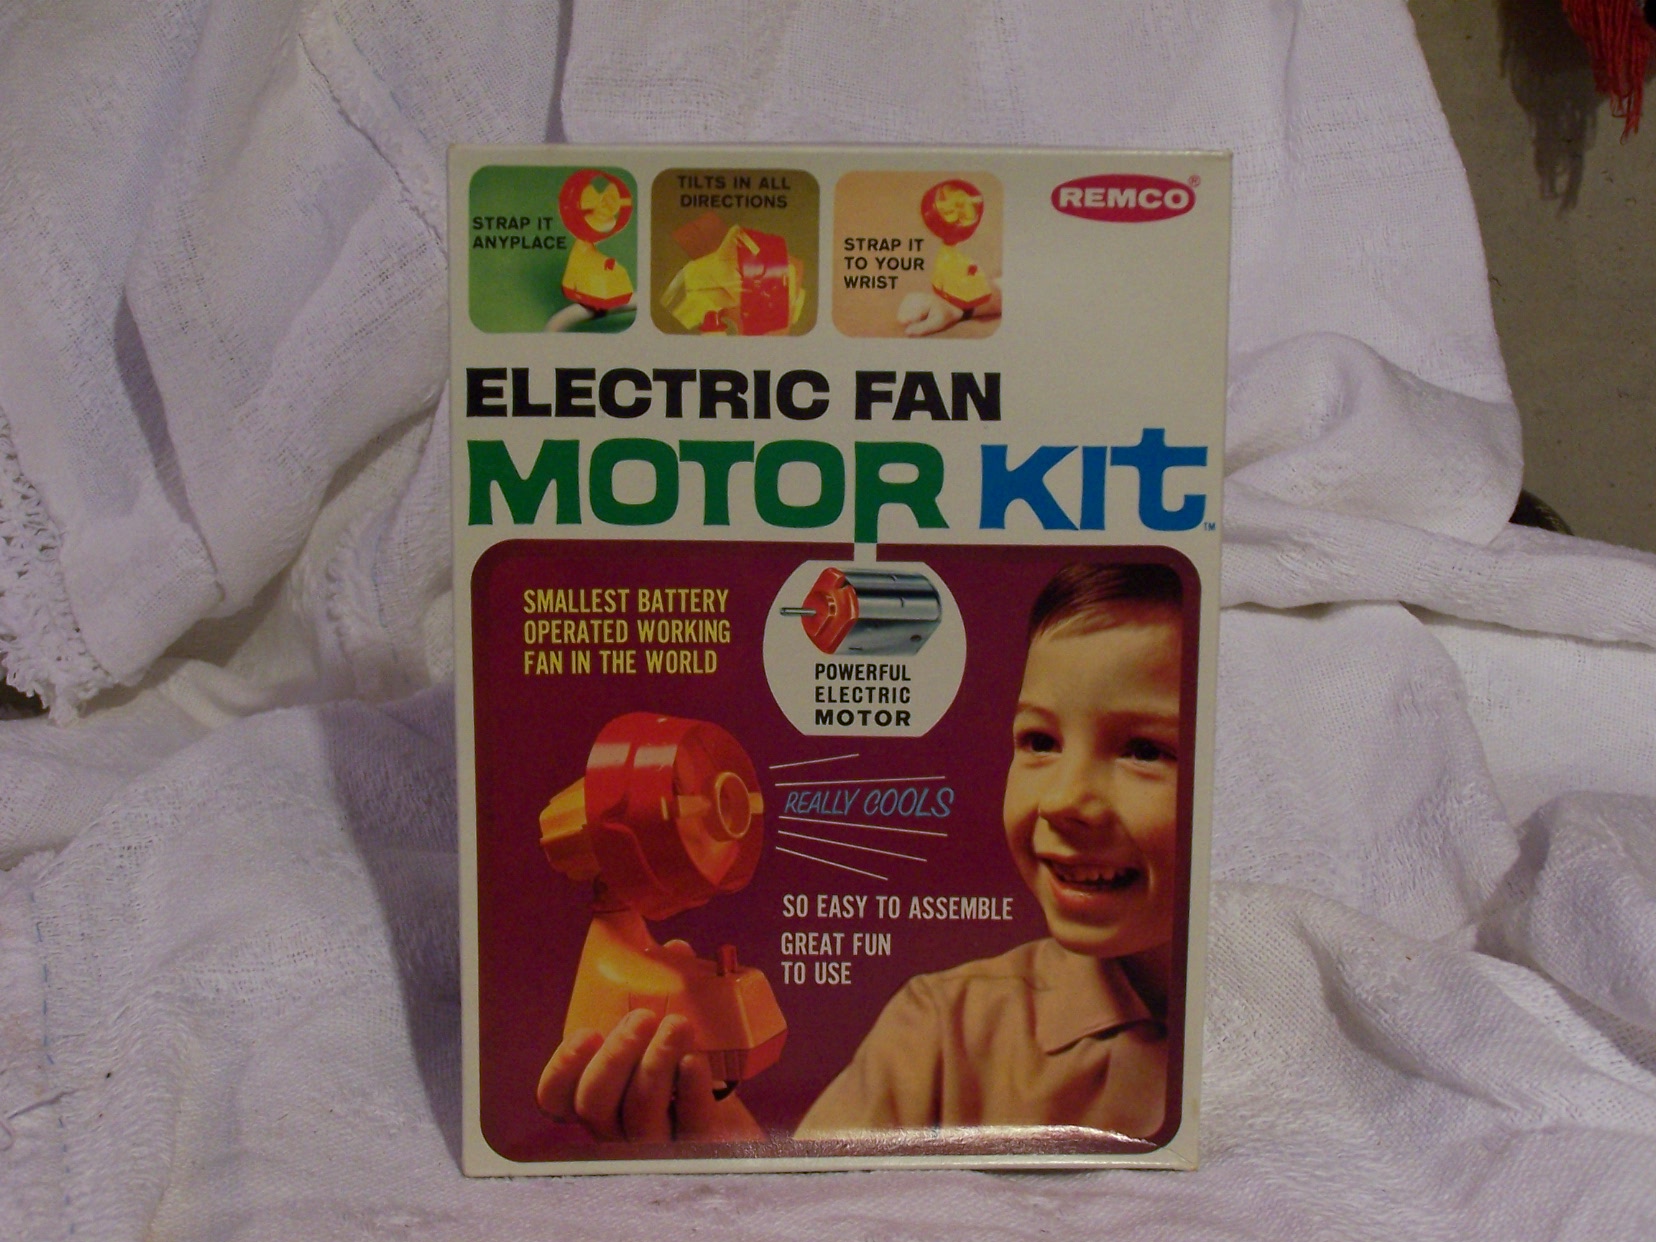 STRAP IT
ANYPLACE
TILTS IN ALL
DIRECTIONS
STRAP IT
TO YOUR
WRIST
REMCO®
ELECTRIC FAN
MOTOR KIT™
SMALLEST BATTERY
OPERATED WORKING
FAN IN THE WORLD
POWERFUL
ELECTRIC
MOTOR
REALLY COOLS
SO EASY TO ASSEMBLE
GREAT FUN
TO USE